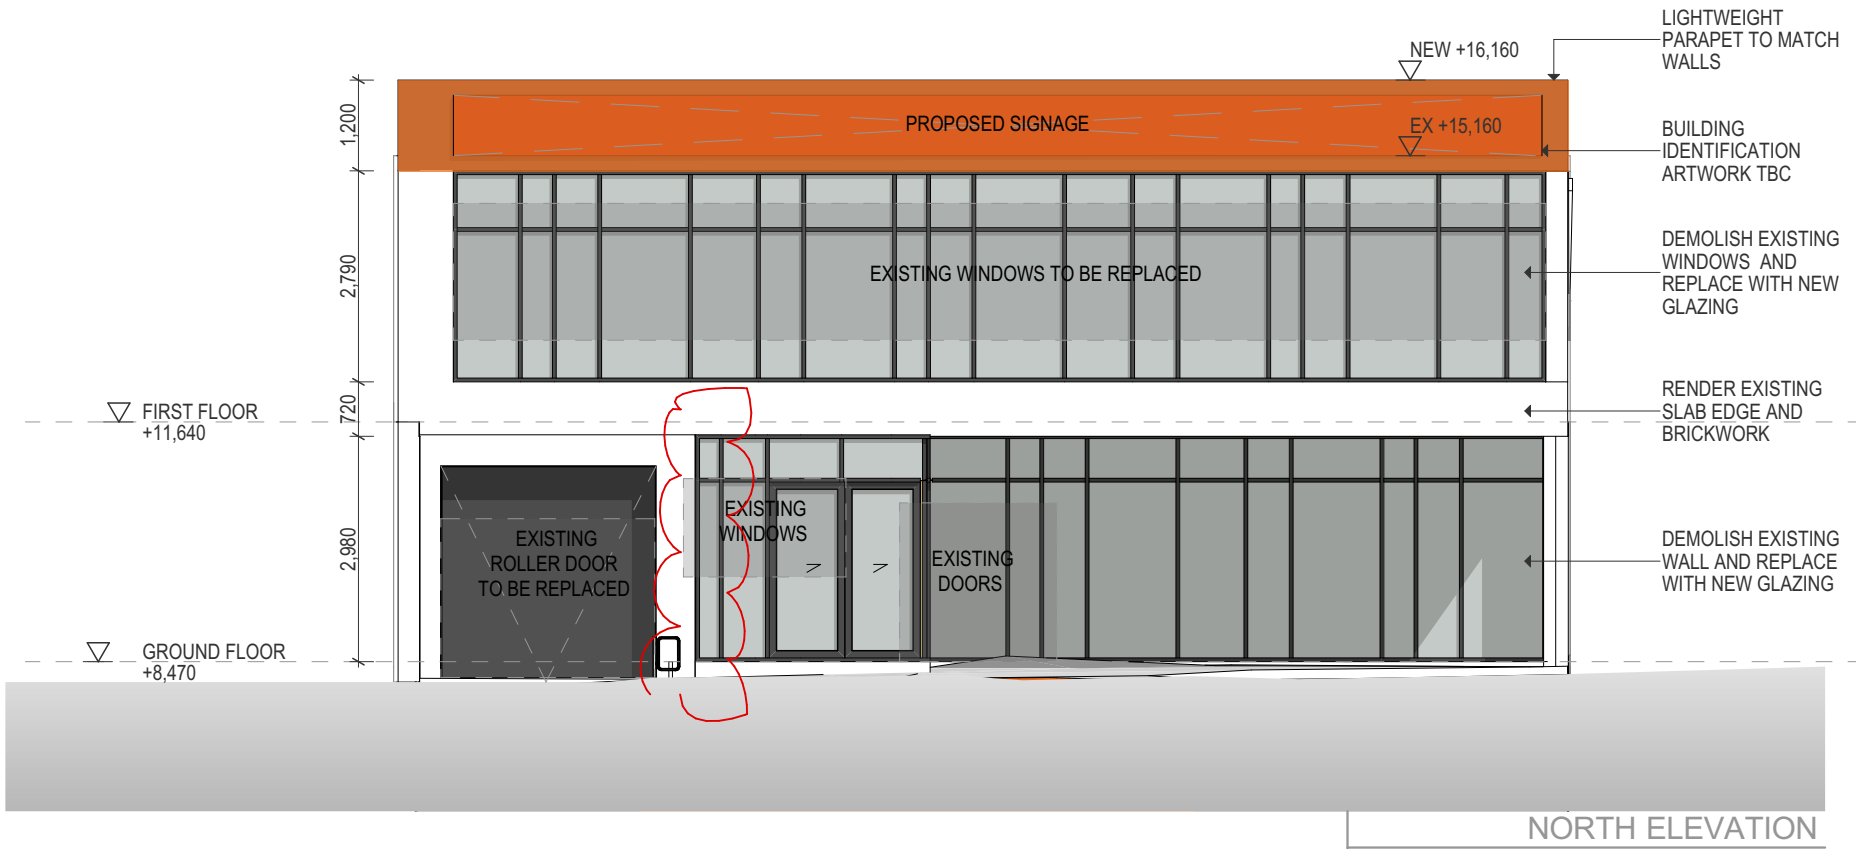 LIGHTWEIGHT
PARAPET TO MATCH
WALLS
NEW +16,160
1,200
PROPOSED SIGNAGE
EX +15,160
BUILDING
IDENTIFICATION
ARTWORK TBC
2,790
EXISTING WINDOWS TO BE REPLACED
DEMOLISH EXISTING
WINDOWS AND
REPLACE WITH NEW
GLAZING
720
FIRST FLOOR
+11,640
RENDER EXISTING
SLAB EDGE AND
BRICKWORK
2,980
EXISTING
ROLLER DOOR
TO BE REPLACED
EXISTING
WINDOWS
EXISTING
DOORS
DEMOLISH EXISTING
WALL AND REPLACE
WITH NEW GLAZING
GROUND FLOOR
+8,470
NORTH ELEVATION